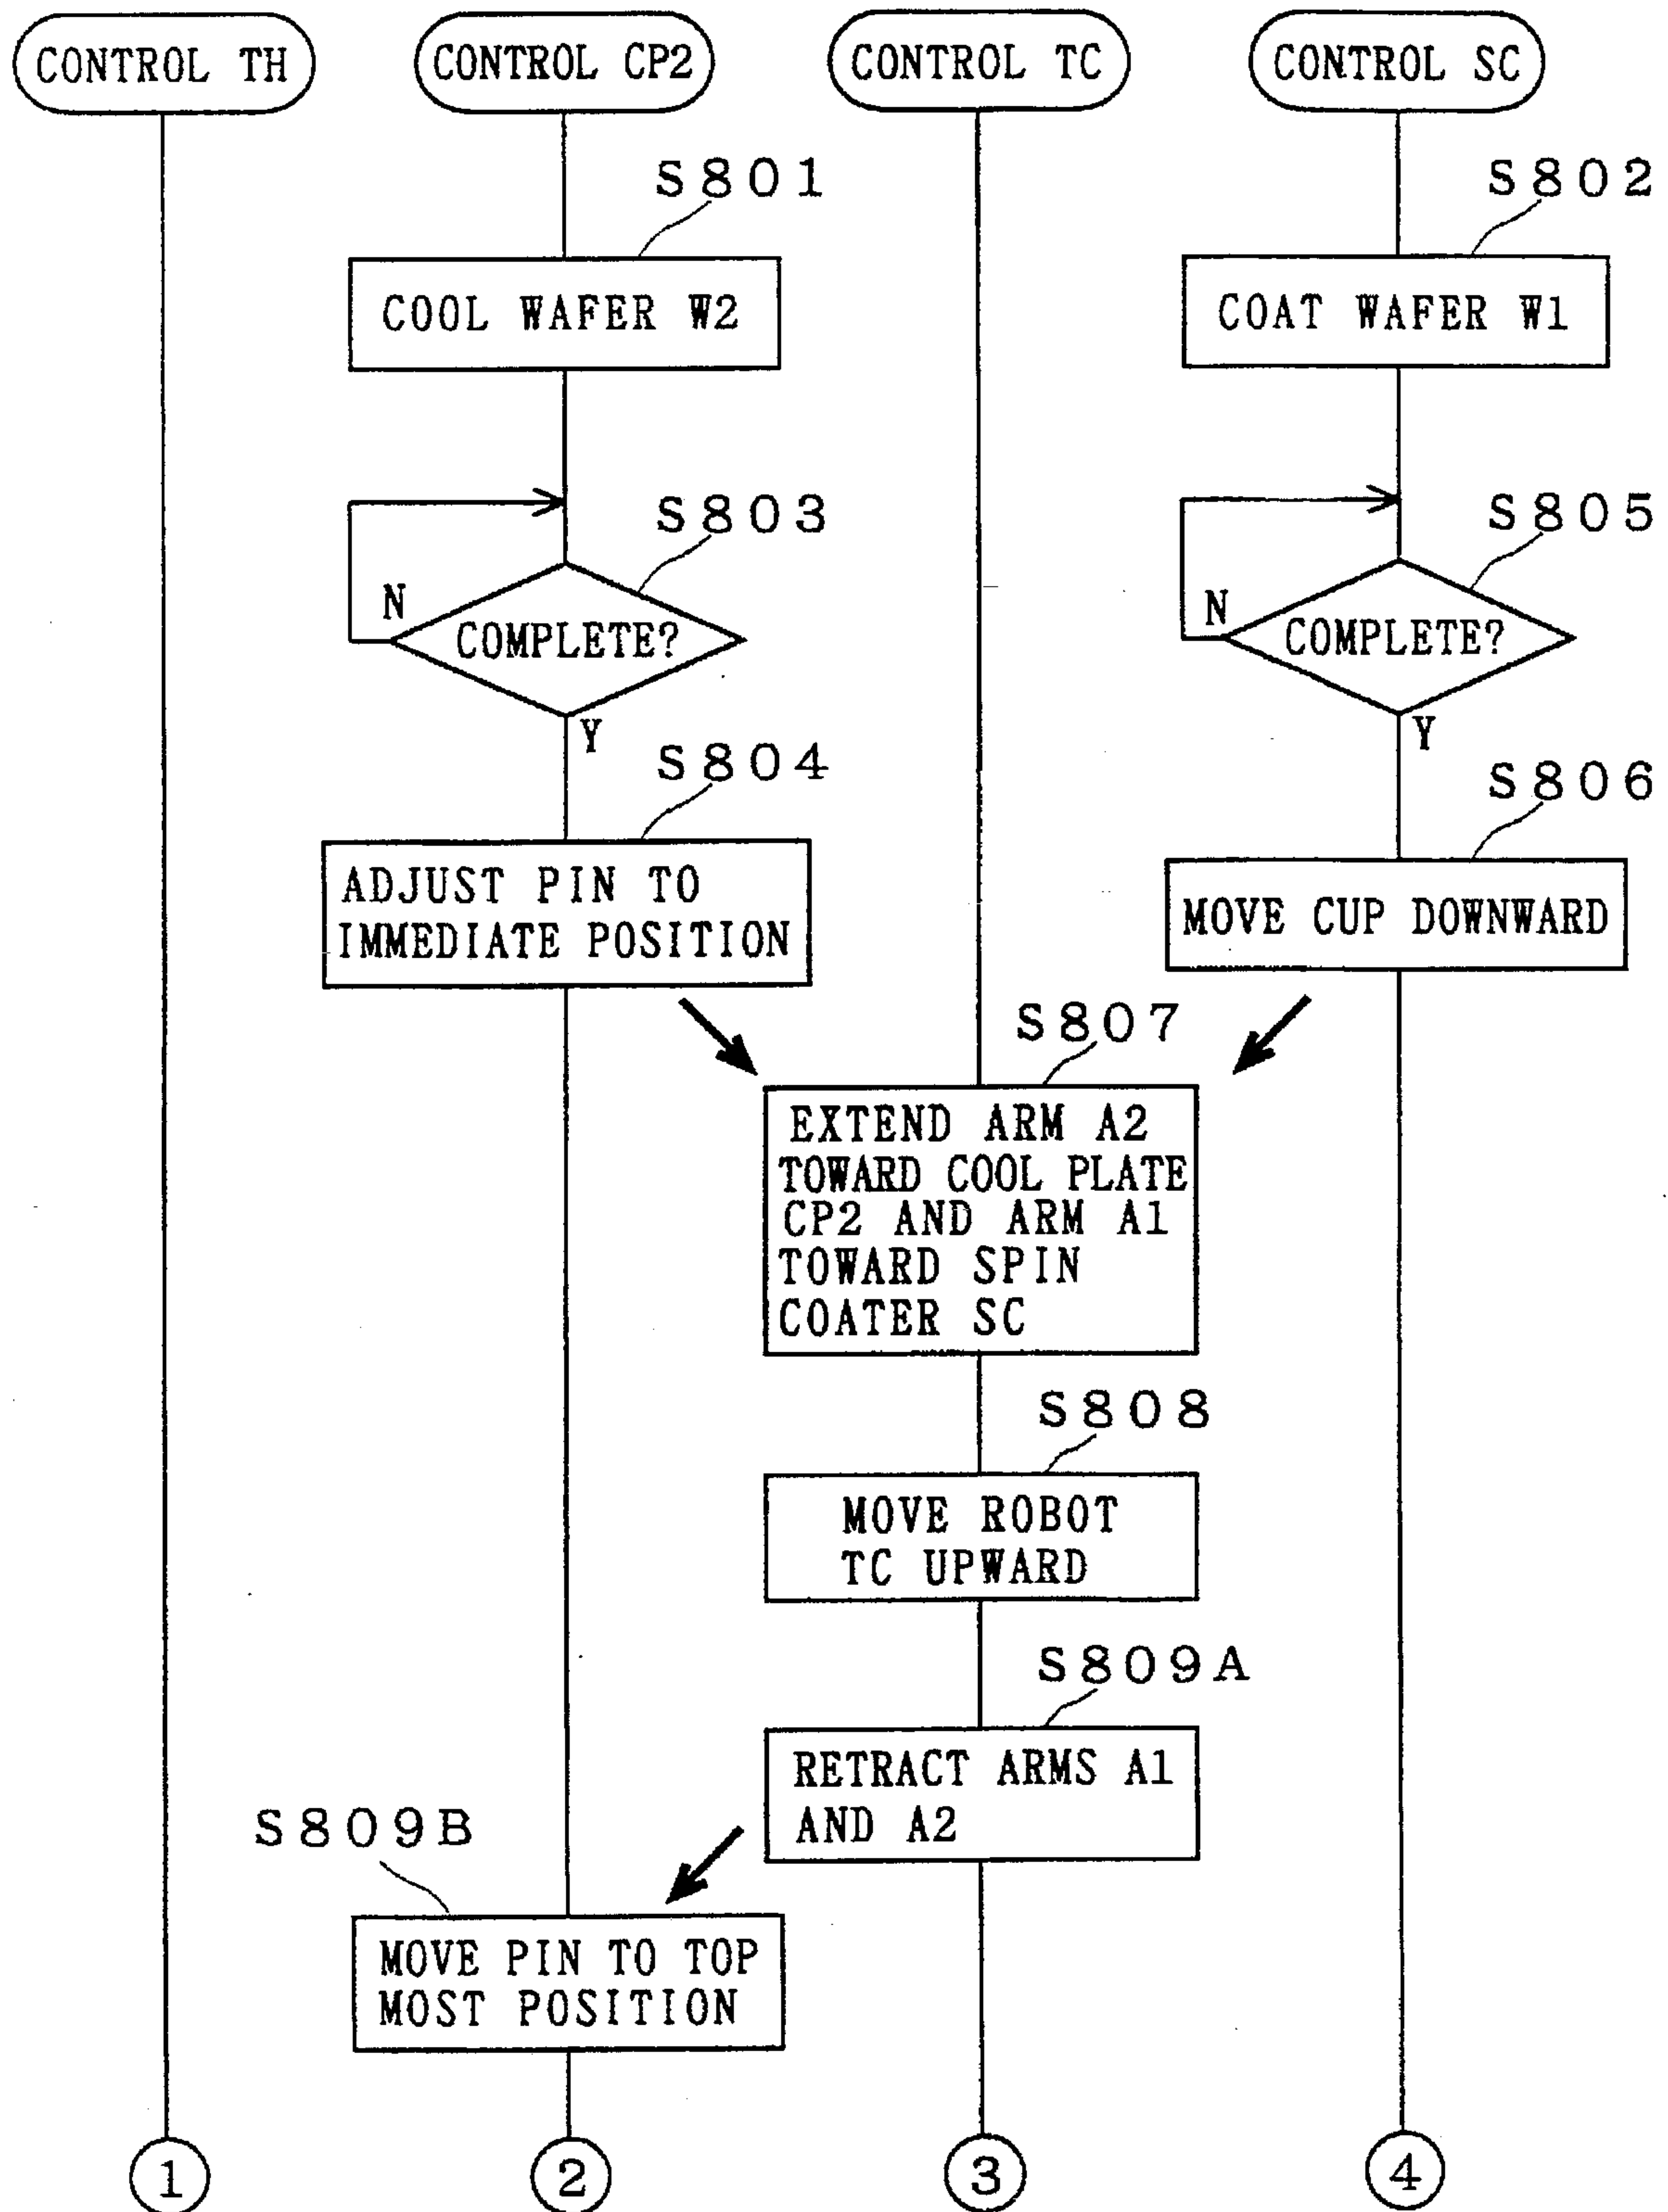 CONTROL TH
CONTROL CP2
CONTROL TC
CONTROL SC
S801
S802
COOL WAFER W2
COAT WAFER W1
S803
S805
N
COMPLETE?
N
COMPLETE?
Y
Y
S804
S806
ADJUST PIN TO
IMMEDIATE POSITION
MOVE CUP DOWNWARD
S807
EXTEND ARM A2
TOWARD COOL PLATE
CP2 AND ARM A1
TOWARD SPIN
COATER SC
S808
MOVE ROBOT
TC UPWARD
S809A
RETRACT ARMS A1
AND A2
S809B
MOVE PIN TO TOP
MOST POSITION
1
2
3
4